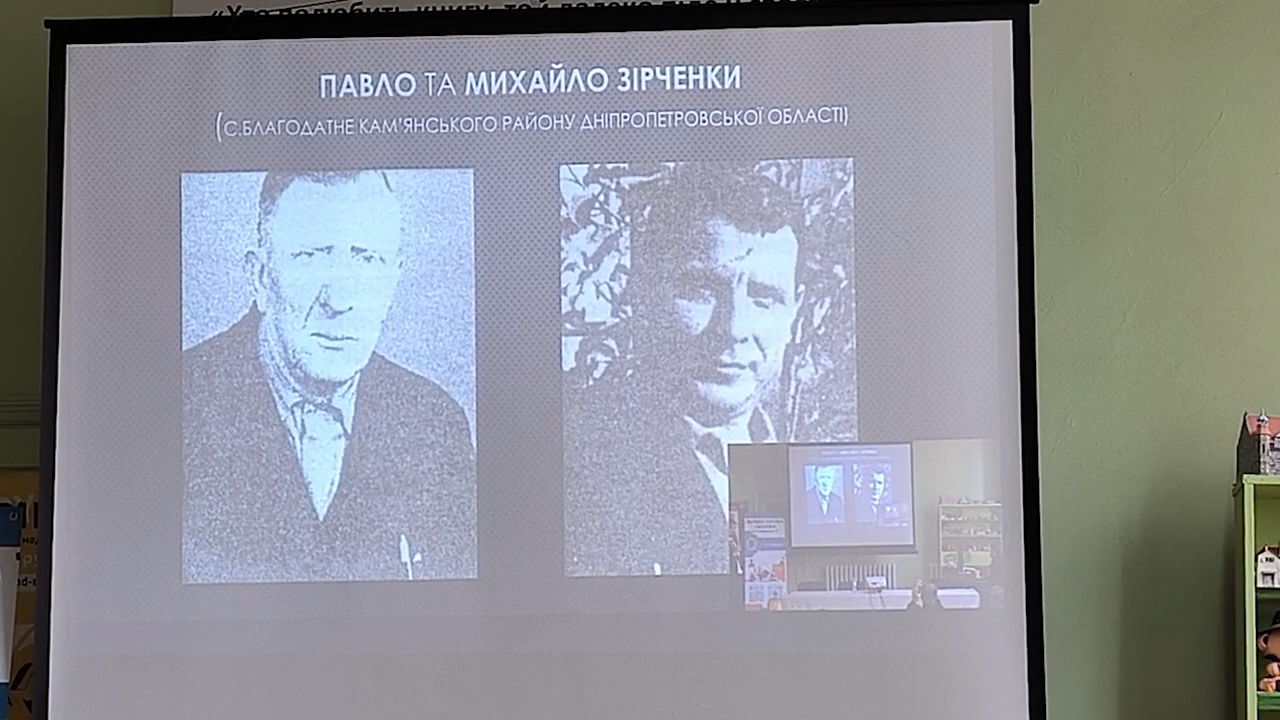 ПАВЛО ТА МИХАЙЛО ЗІРЧЕНКИ
(С.БЛАГОДАТНЕ КАМ'ЯНСЬКОГО РАЙОНУ ДНІПРОПЕТРОВСЬКОЇ ОБЛАСТІ)